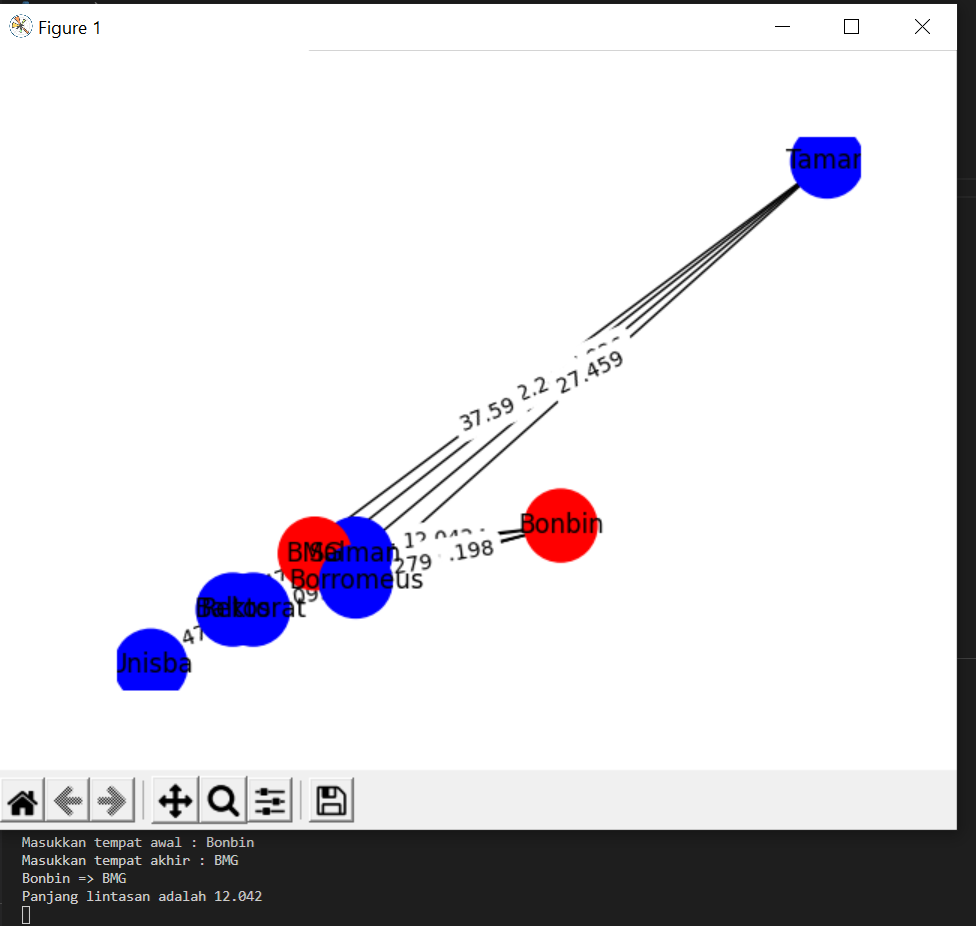 Figure 1
Tamar
27.459
2.2
37.59
Bonbin
12.042
.198
279
BMG
Salman
Borromeus
09
Rektorat
47
Unisba
Masukkan tempat awal : Bonbin
Masukkan tempat akhir : BMG
Bonbin => BMG
Panjang lintasan adalah 12.042